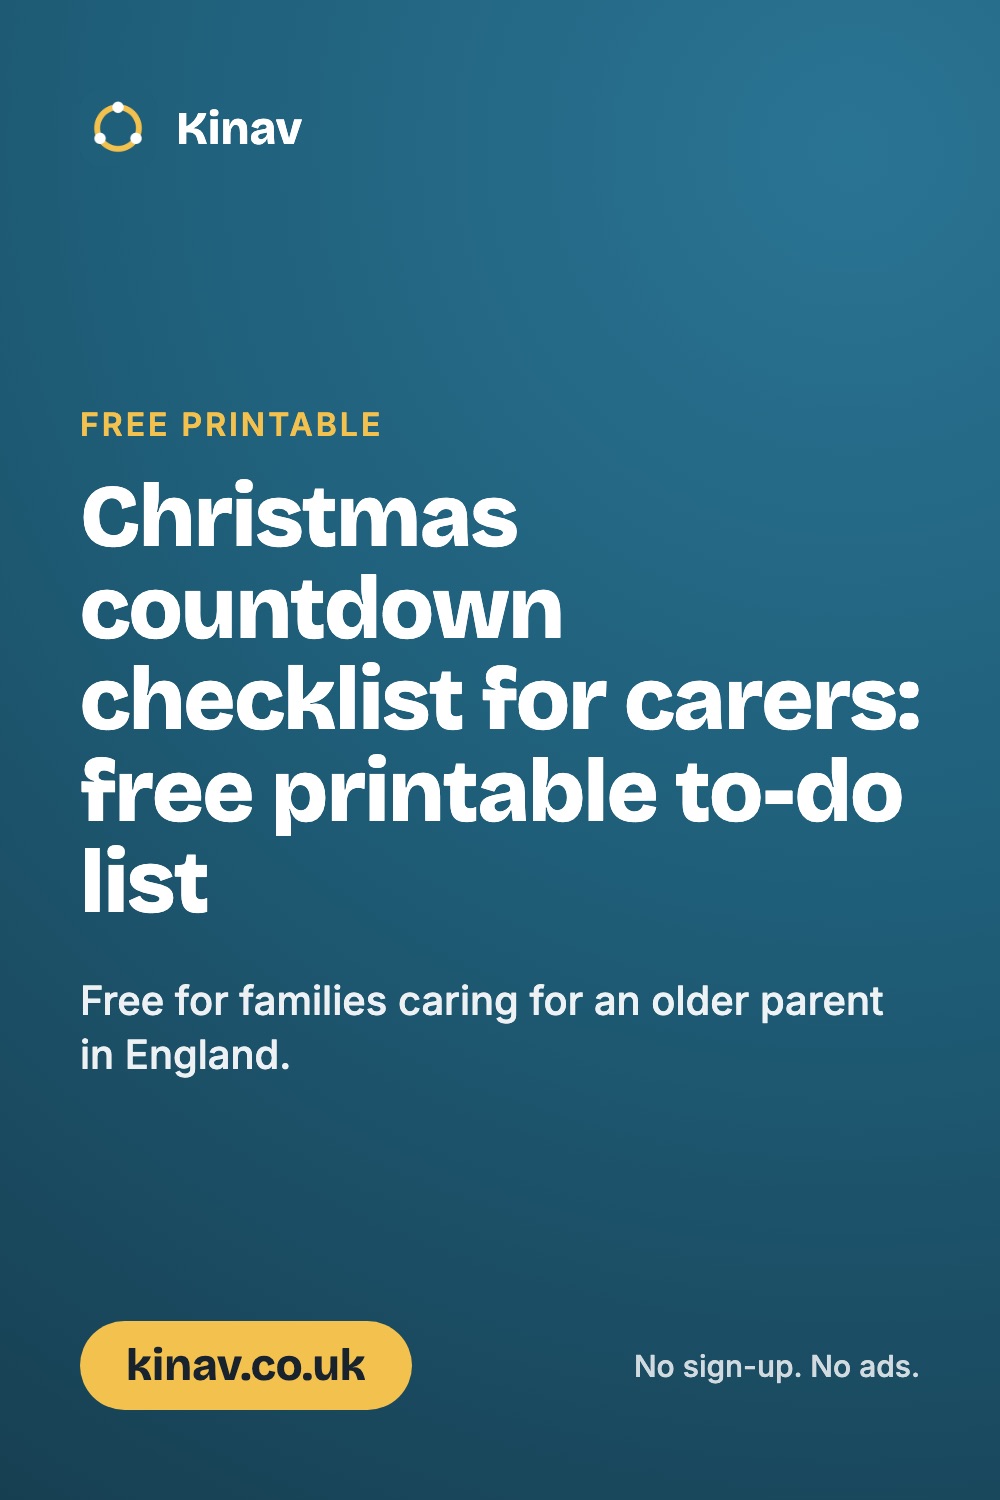 Kinav
FREE PRINTABLE
Christmas
countdown
checklist for carers:
free printable to-do
list
Free for families caring for an older parent
in England.
kinav.co.uk
No sign-up. No ads.